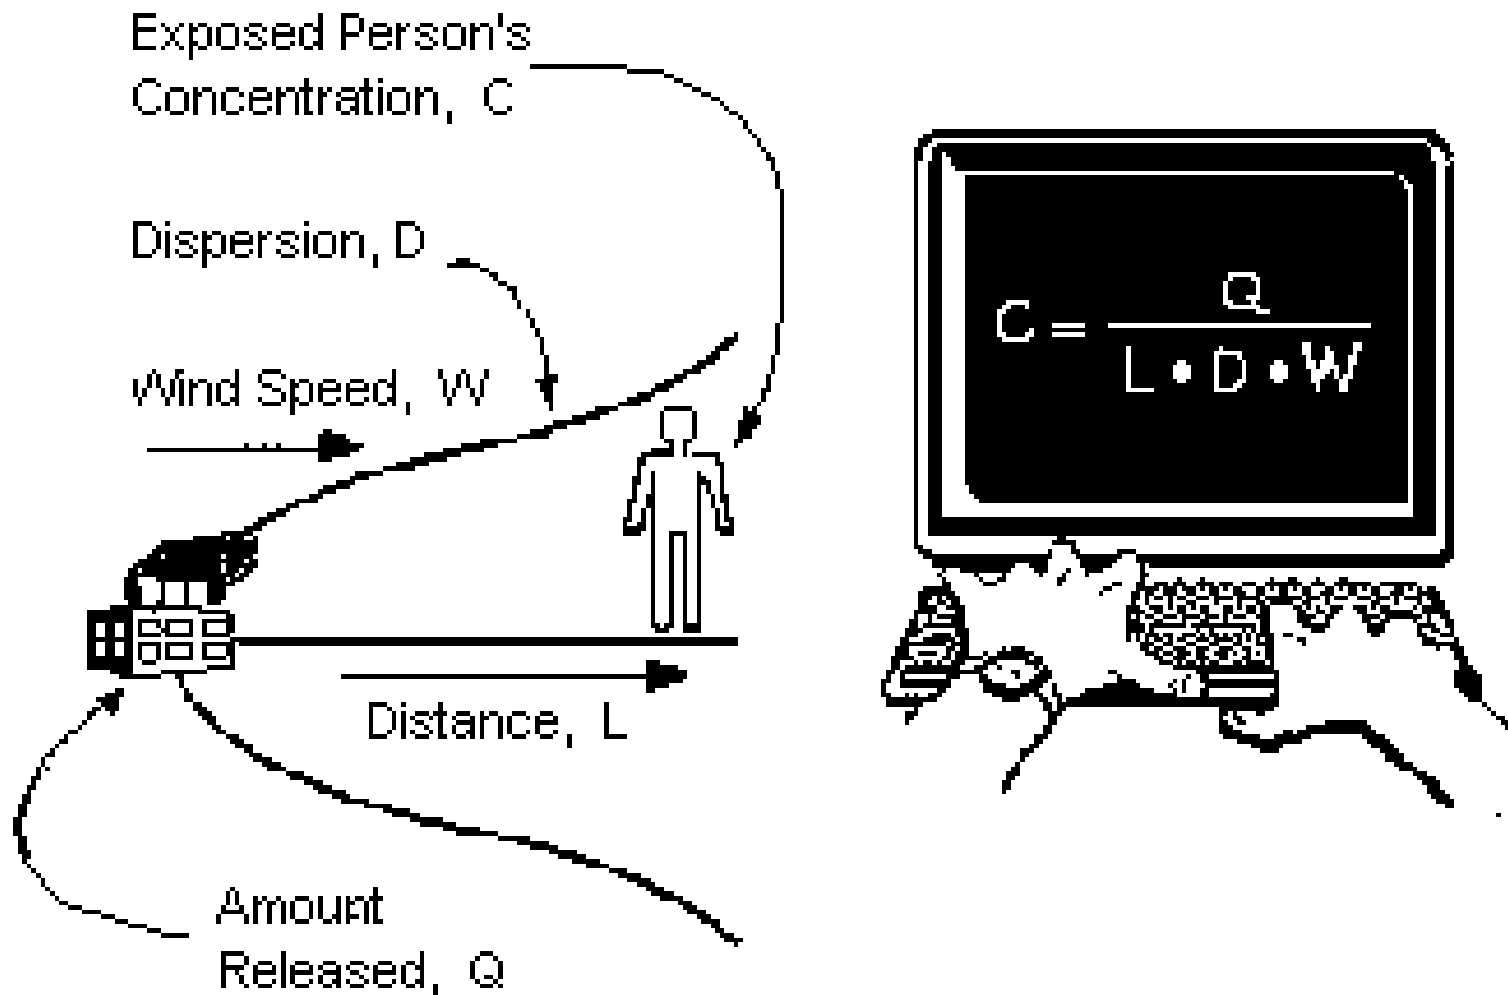 Exposed Person's
Concentration, C
Dispersion, D
Wind Speed, W
Distance, L
Amount
Released, Q
C = Q
L • D • W